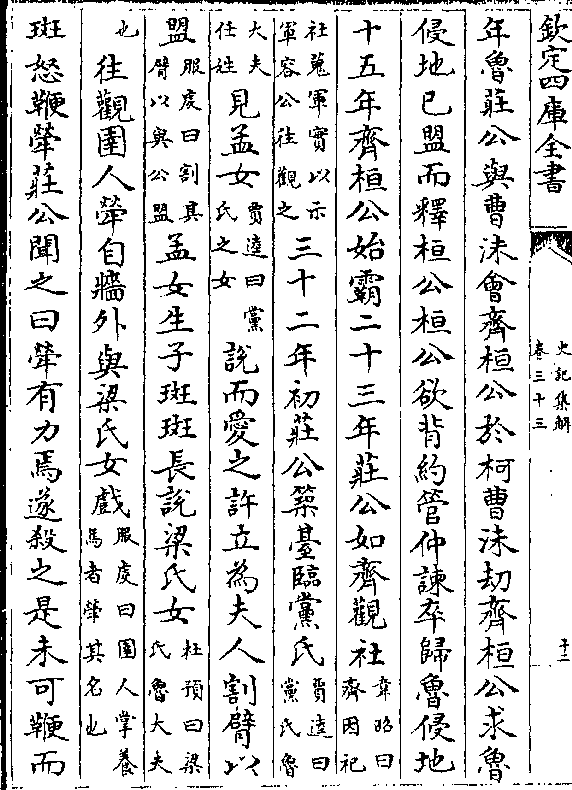 欽定四庫全書
史記集解
卷三十三
年魯莊公與曹沬會齊桓公於柯曹沬劫齊桓公求魯
侵地已盟而釋桓公桓公欲背約管仲諫卒歸魯侵地
十五年齊桓公始霸二十三年莊公如齊觀社韋昭曰齊因祀
社蒐軍實以示軍容公往觀之三十二年初莊公築臺臨黨氏賈逵曰黨氏魯
大夫任姓見孟女賈逵曰黨氏之女說而愛之許立為夫人割臂以
盟服虔曰割其臂以與公盟孟女生子斑斑長說梁氏女杜預曰梁氏魯大夫
也往觀圉人犖自牆外與梁氏女戲服虔曰圉人掌養馬者犖其名也
斑怒鞭犖莊公聞之曰犖有力焉遂殺之是未可鞭而